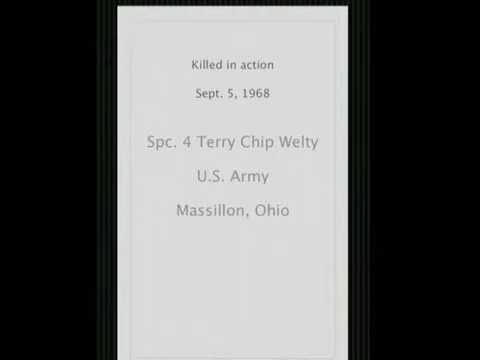 Killed in action
Sept. 5, 1968
Spc. 4 Terry Chip Welty
U.S. Army
Massillon, Ohio